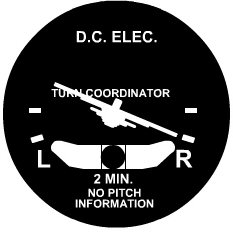 D.C. ELEC.
TURN COORDINATOR
L R
2 MIN.
NO PITCH
INFORMATION